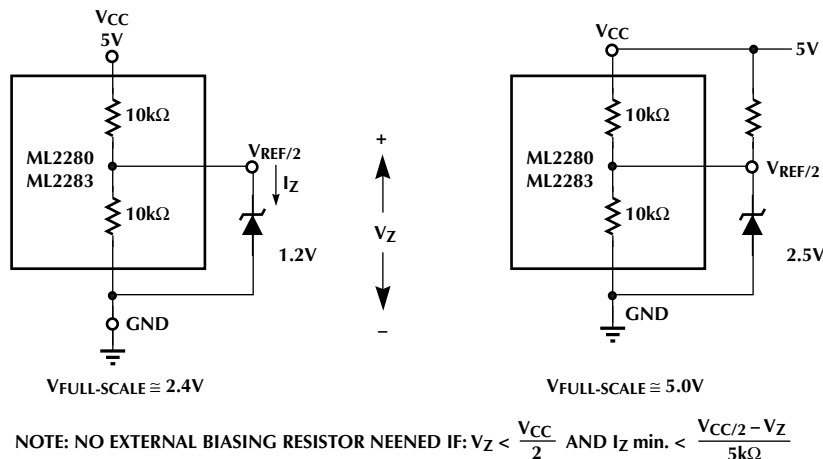 VCC
5V
10kΩ
ML2280
ML2283
VREF/2
IZ
10kΩ
1.2V
GND
VFULL-SCALE ≅ 2.4V
+
VZ
–
VCC
5V
10kΩ
ML2280
ML2283
VREF/2
10kΩ
2.5V
GND
VFULL-SCALE ≅ 5.0V
NOTE: NO EXTERNAL BIASING RESISTOR NEENED IF: VZ < VCC/2 AND IZ min. < (VCC/2 – VZ)/5kΩ